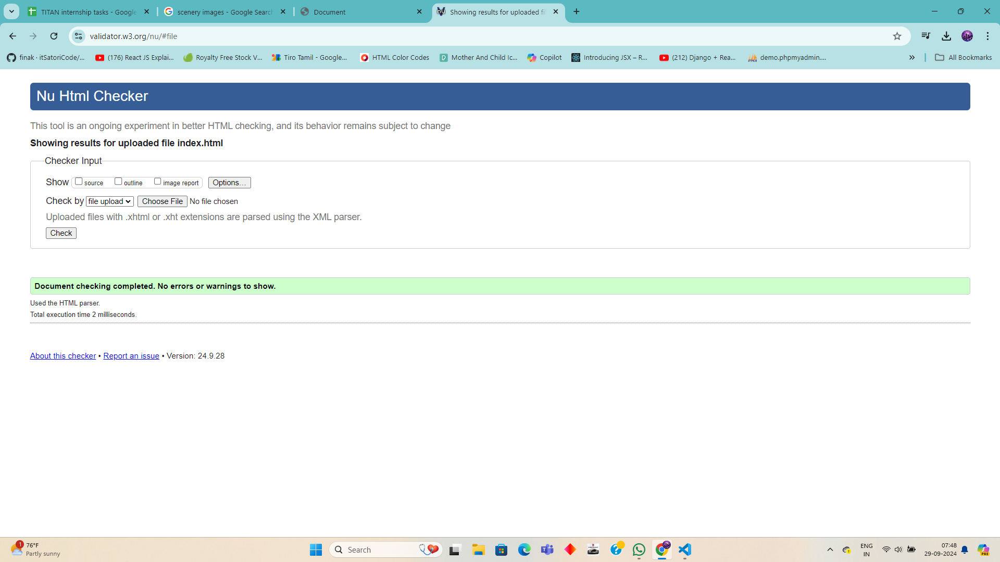 TITAN internship tasks - Google
scenery images - Google Search
Document
Showing results for uploaded fi
validator.w3.org/nu/#file
finak · itSatoriCode/...
(176) React JS Explai...
Royalty Free Stock V...
Tiro Tamil - Google...
HTML Color Codes
Mother And Child Ic...
Copilot
Introducing JSX – R...
(212) Django + Rea...
demo.phpmyadmin....
All Bookmarks
Nu Html Checker
This tool is an ongoing experiment in better HTML checking, and its behavior remains subject to change
Showing results for uploaded file index.html
Checker Input
Show source outline image report Options...
Check by file upload Choose File No file chosen
Uploaded files with .xhtml or .xht extensions are parsed using the XML parser.
Check
Document checking completed. No errors or warnings to show.
Used the HTML parser.
Total execution time 2 milliseconds.
About this checker • Report an issue • Version: 24.9.28
1
76°F
Partly sunny
Search
ENG
IN
07:48
29-09-2024
PRE